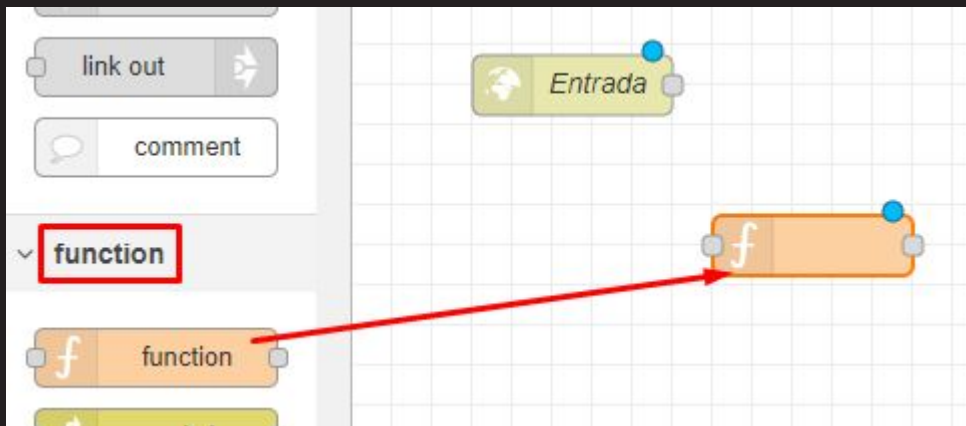 link out
Entrada
comment
function
function